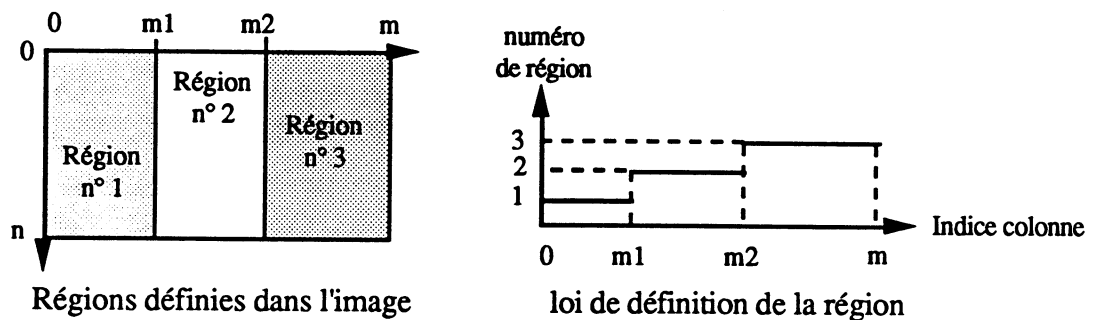 0 m1 m2 m
0
Région
n° 1
Région
n° 2
Région
n° 3
n
Régions définies dans l'image
numéro
de région
3
2
1
0 m1 m2 m
Indice colonne
loi de définition de la région